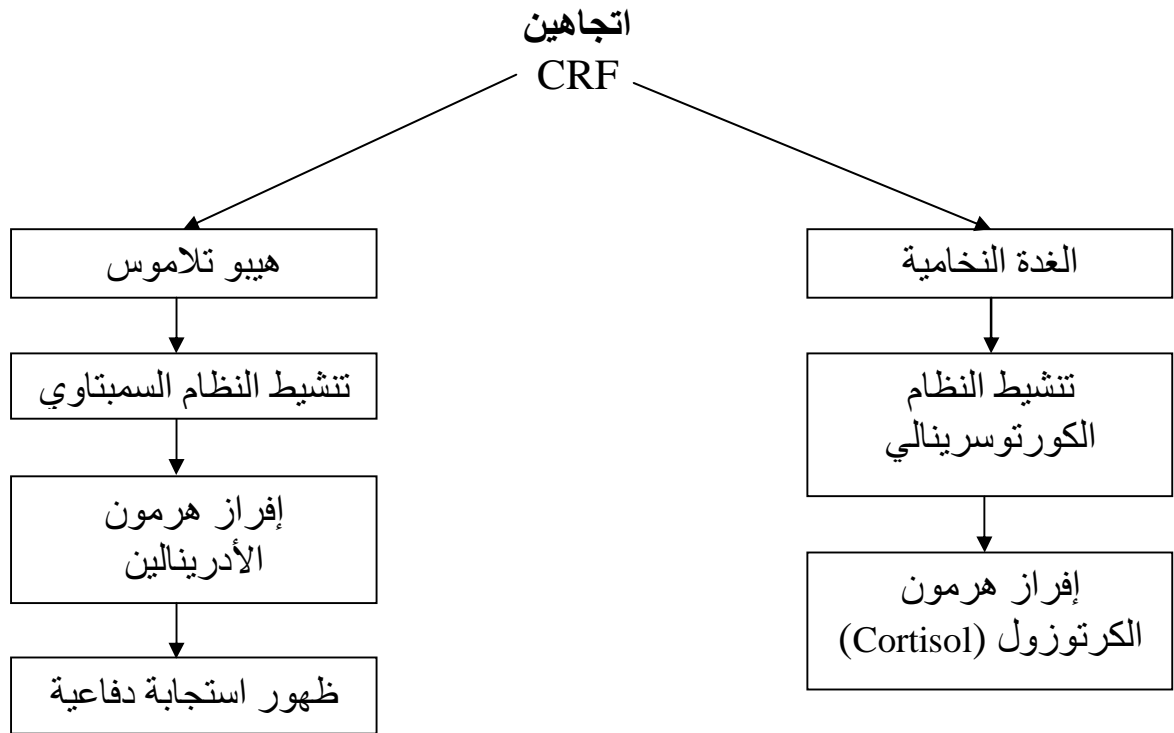 اتجاهين
CRF
الغدة النخامية
هيبو تلاموس
تنشيط النظام
الكورتوسرينالي
تنشيط النظام السمبتاوي
إفراز هرمون
الأدرينالين
إفراز هرمون
الكرتوزول (Cortisol)
ظهور استجابة دفاعية